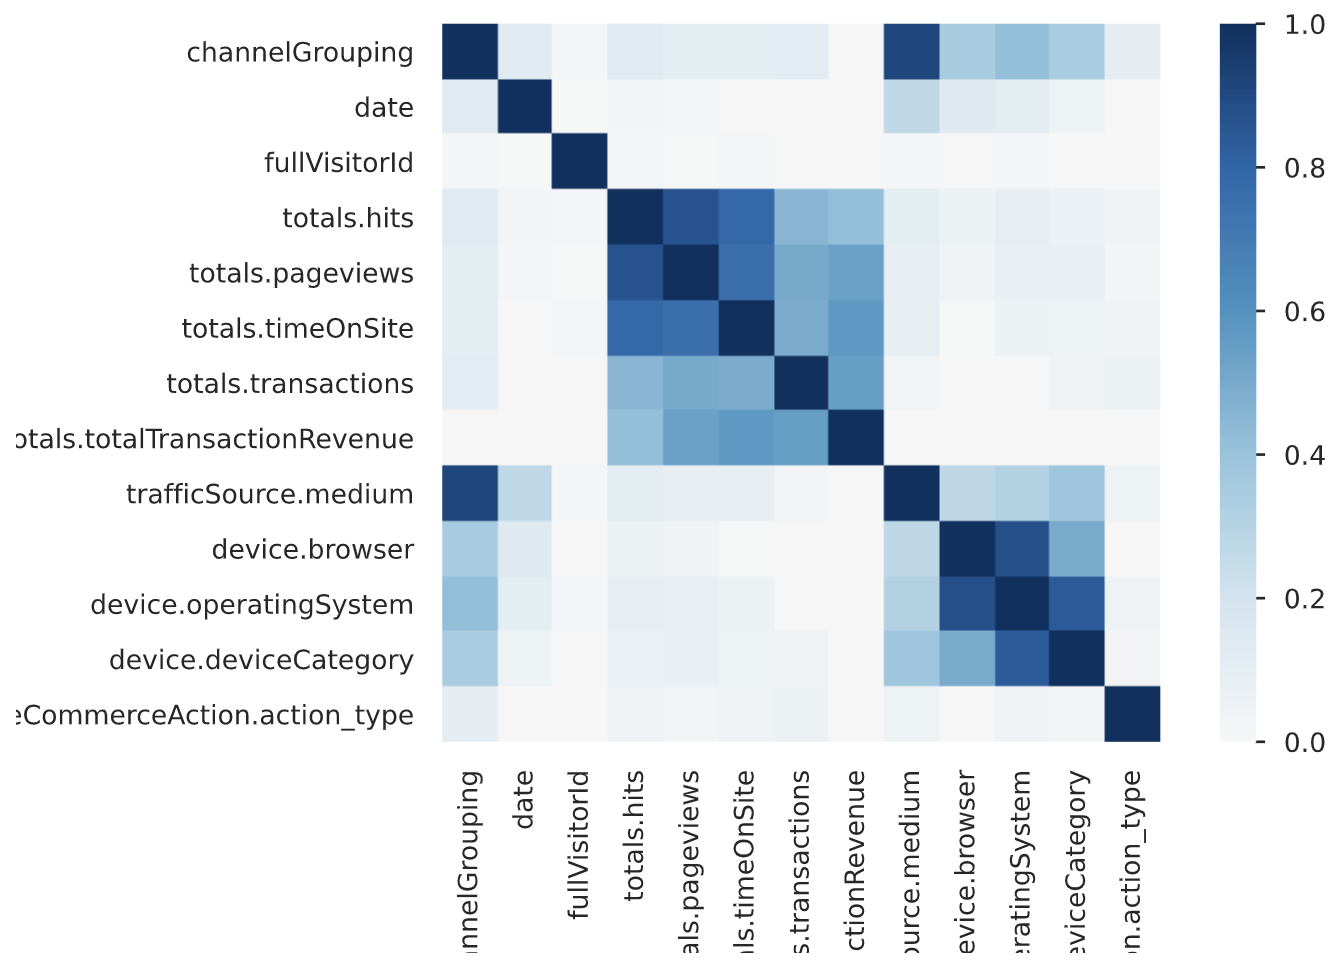 channelGrouping
date
fullVisitorId
totals.hits
totals.pageviews
totals.timeOnSite
totals.transactions
otals.totalTransactionRevenue
trafficSource.medium
device.browser
device.operatingSystem
device.deviceCategory
eCommerceAction.action_type
annelGrouping
date
fullVisitorId
totals.hits
als.pageviews
als.timeOnSite
s.transactions
ctionRevenue
ource.medium
evice.browser
eratingSystem
eviceCategory
on.action_type
1.0
0.8
0.6
0.4
0.2
0.0